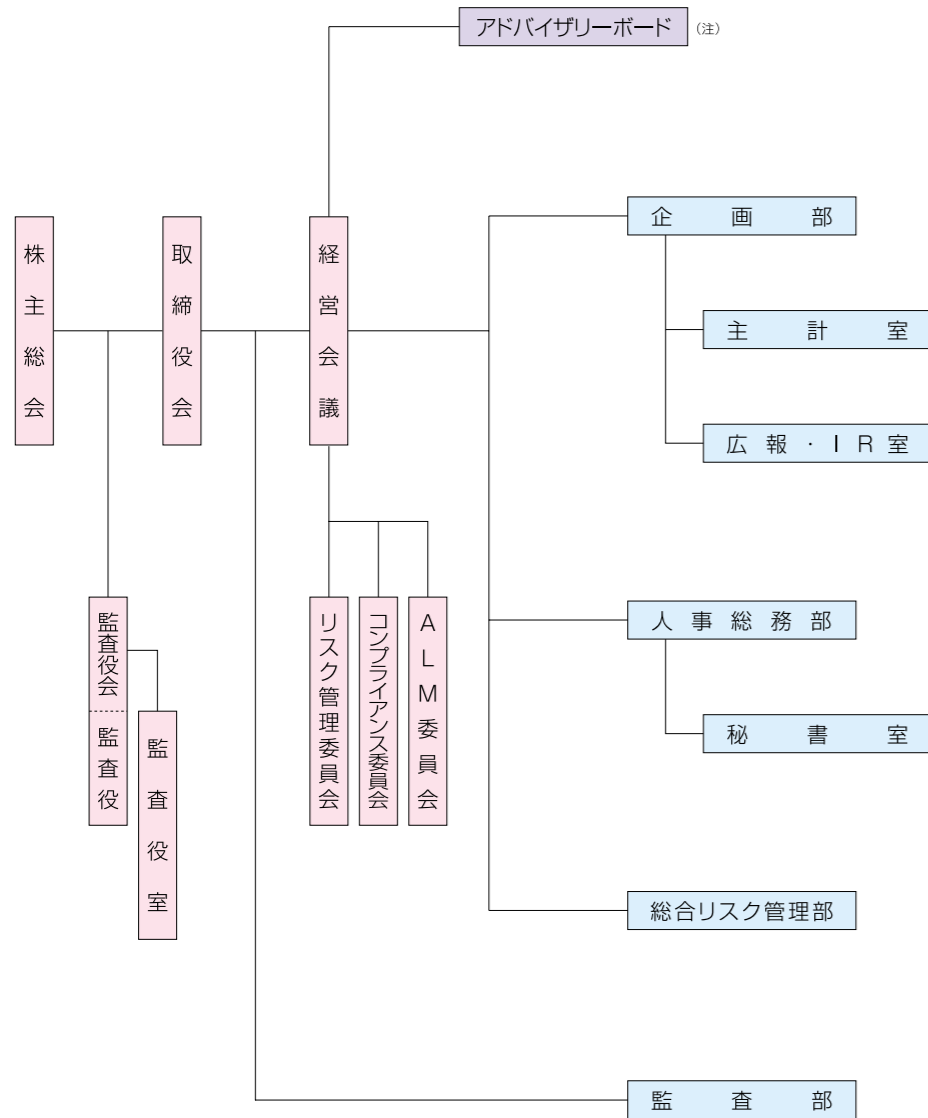 アドバイザリーボード (注)
株主総会
取締役会
経営会議
企画部
主計室
広報・IR室
監査役会
監査役
監査役室
リスク管理委員会
コンプライアンス委員会
ALM委員会
人事総務部
秘書室
総合リスク管理部
監査部